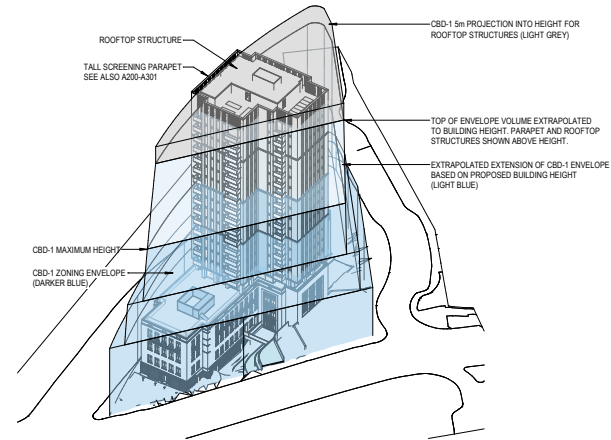 CBD-1 5m PROJECTION INTO HEIGHT FOR
ROOFTOP STRUCTURES (LIGHT GREY)
ROOFTOP STRUCTURE
TALL SCREENING PARAPET
SEE ALSO A200-A301
TOP OF ENVELOPE VOLUME EXTRAPOLATED
TO BUILDING HEIGHT. PARAPET AND ROOFTOP
STRUCTURES SHOWN ABOVE HEIGHT.
EXTRAPOLATED EXTENSION OF CBD-1 ENVELOPE
BASED ON PROPOSED BUILDING HEIGHT
(LIGHT BLUE)
CBD-1 MAXIMUM HEIGHT
CBD-1 ZONING ENVELOPE
(DARKER BLUE)